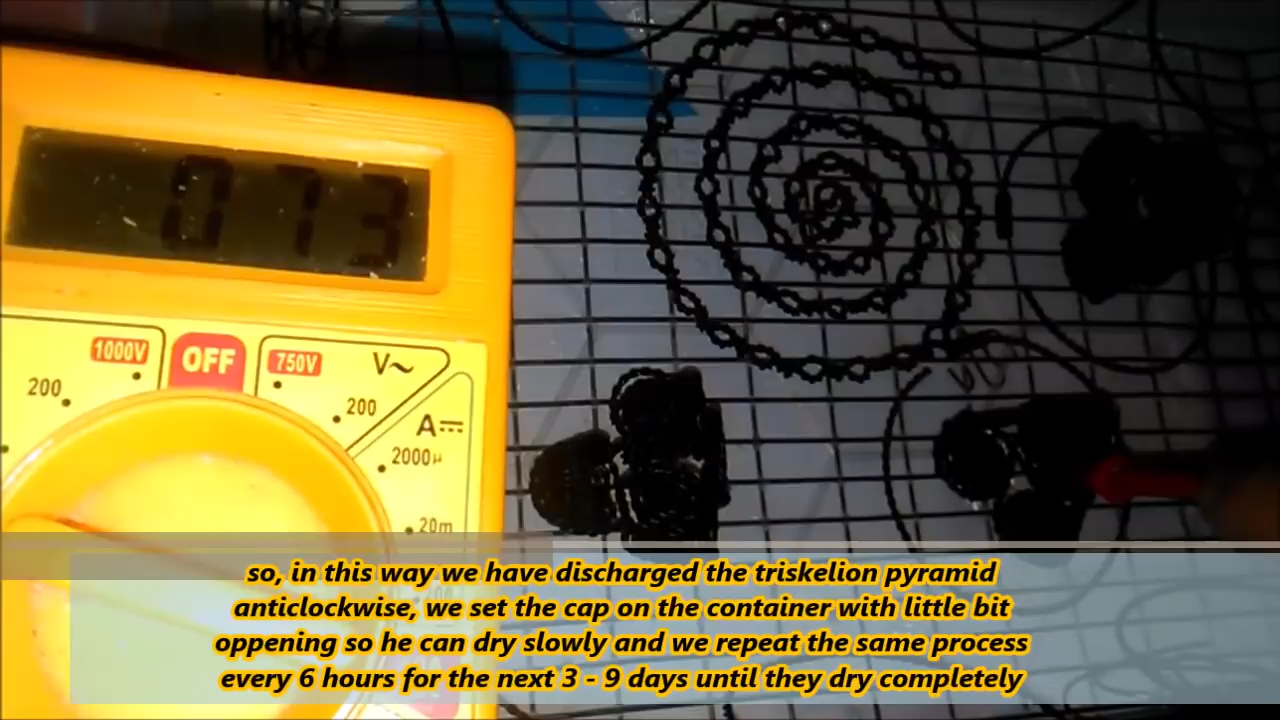 073
1000V
OFF
750V
V~
200
200
A
2000µ
20m
so, in this way we have discharged the triskelion pyramid
anticlockwise, we set the cap on the container with little bit
oppening so he can dry slowly and we repeat the same process
every 6 hours for the next 3 - 9 days until they dry completely